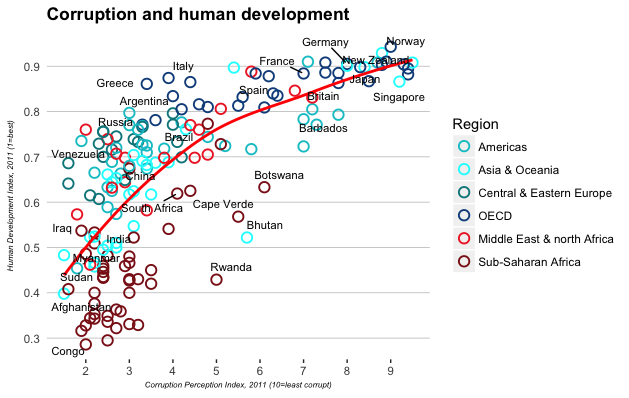 Corruption and human development
Germany
Norway
Italy
France
New Zealand
Greece
Japan
Spain
Singapore
Argentina
Britain
Russia
Barbados
Brazil
Venezuela
China
Botswana
South Africa
Cape Verde
Iraq
Bhutan
India
Myanmar
Rwanda
Sudan
Afghanistan
Congo
0.9
0.8
0.7
0.6
0.5
0.4
0.3
Human Development Index, 2011 (1=best)
2 3 4 5 6 7 8 9
Corruption Perception Index, 2011 (10=least corrupt)
Region
Americas
Asia & Oceania
Central & Eastern Europe
OECD
Middle East & north Africa
Sub-Saharan Africa